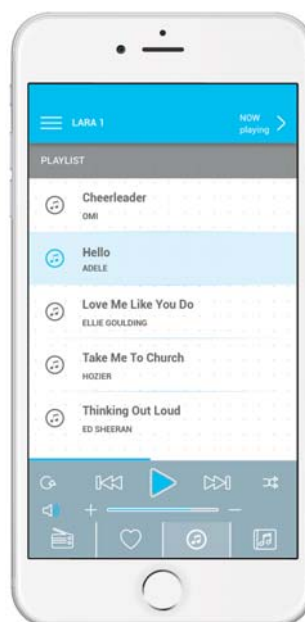 LARA 1
NOW
playing
PLAYLIST
Cheerleader
OMI
Hello
ADELE
Love Me Like You Do
ELLIE GOULDING
Take Me To Church
HOZIER
Thinking Out Loud
ED SHEERAN